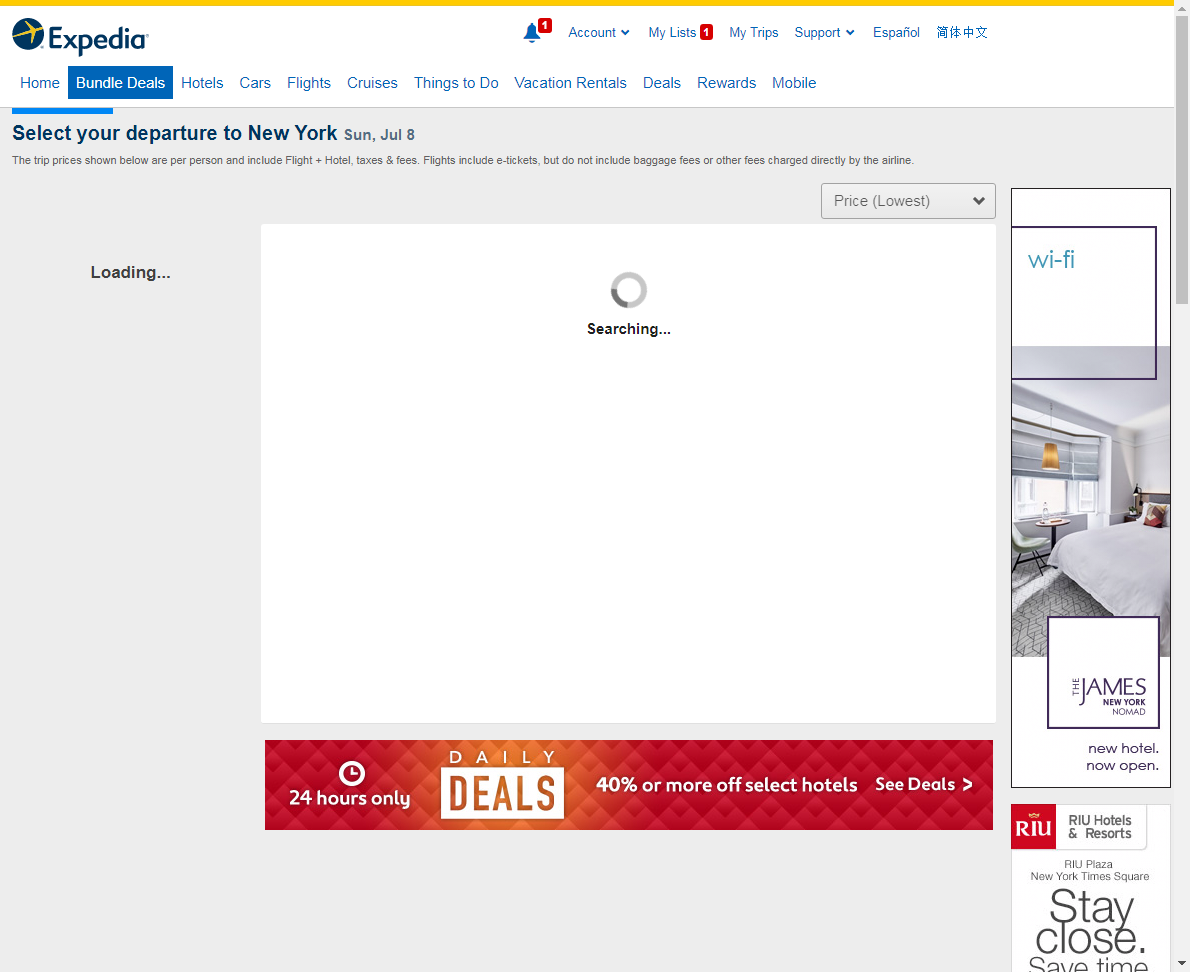 Expedia
1
Account
My Lists 1
My Trips
Support
Español
简体中文
Home
Bundle Deals
Hotels
Cars
Flights
Cruises
Things to Do
Vacation Rentals
Deals
Rewards
Mobile
Select your departure to New York Sun, Jul 8
The trip prices shown below are per person and include Flight + Hotel, taxes & fees. Flights include e-tickets, but do not include baggage fees or other fees charged directly by the airline.
Price (Lowest)
Loading...
Searching...
wi-fi
THE JAMES
NEW YORK
NOMAD
new hotel.
now open.
24 hours only
DAILY
DEALS
40% or more off select hotels
See Deals >
RIU
RIU Hotels
& Resorts
RIU Plaza
New York Times Square
Stay
close.
Save time